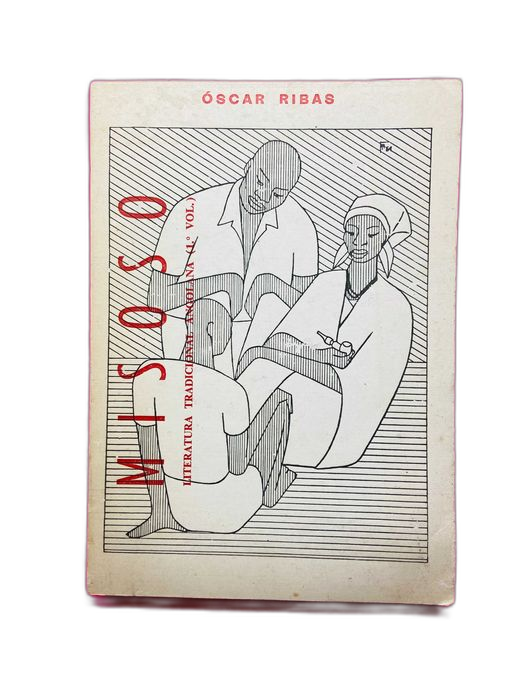 ÓSCAR RIBAS
MISOSO
LITERATURA TRADICIONAL ANGOLANA (1.º VOL.)